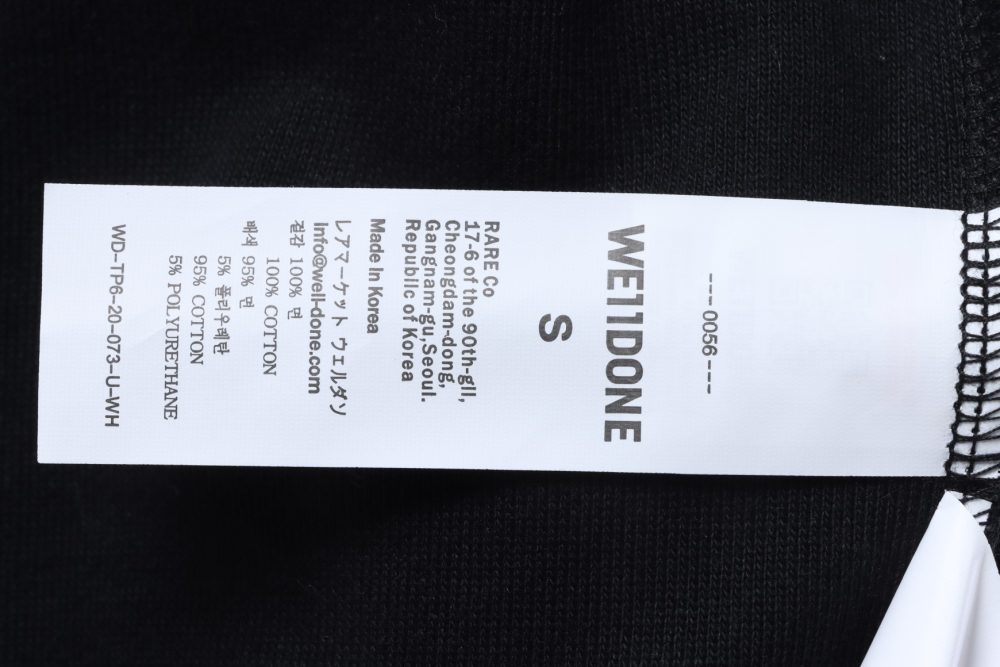 --- 0056 ---
WE11DONE
S
RARE Co
17-6 of the 90th-gil,
Cheongdam-dong,
Gangnam-gu,Seoul.
Republic of Korea
Made in Korea
レアマーケット ウェルダン
Info@well-done.com
겉감 100% 면
100% COTTON
배색 95% 면
5% 폴리우레탄
95% COTTON
5% POLYURETHANE
WD-TP6-20-073-U-WH